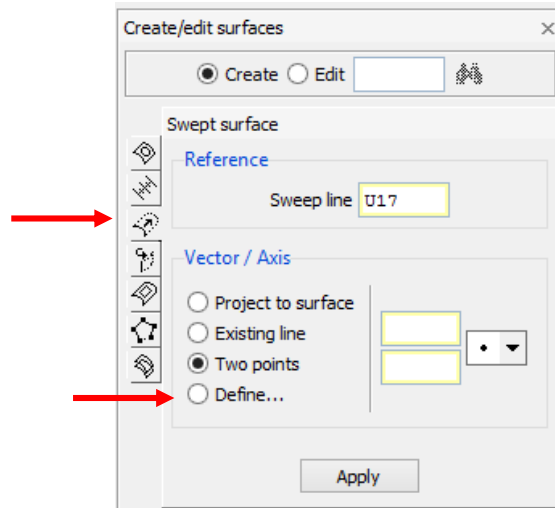 Create/edit surfaces
Create Edit
Swept surface
Reference
Sweep line U17
Vector / Axis
Project to surface
Existing line
Two points
Define...
Apply